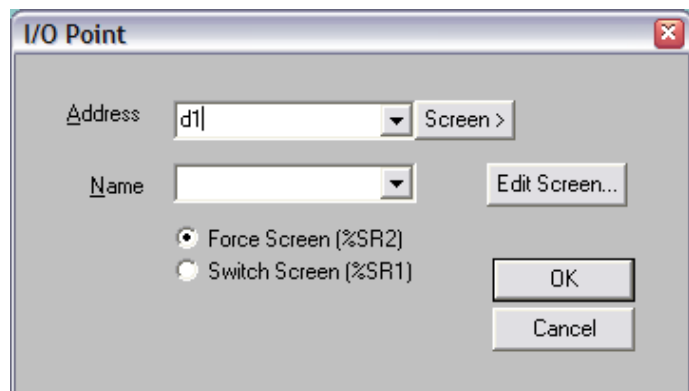 I/O Point
Address d1 Screen >
Name Edit Screen...
Force Screen (%SR2)
Switch Screen (%SR1)
OK
Cancel